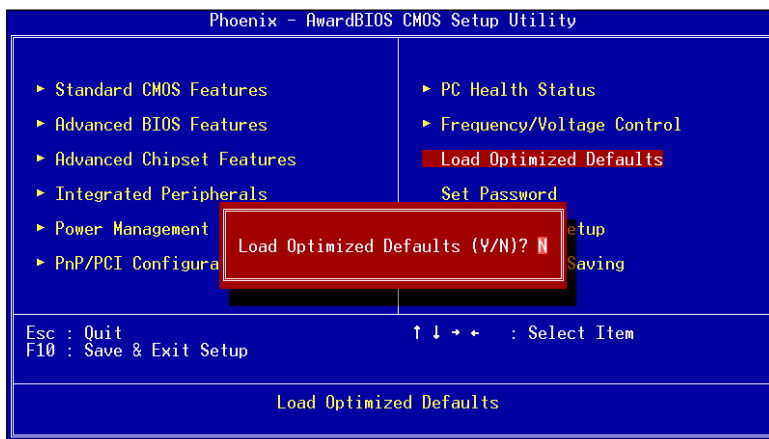 Phoenix - AwardBIOS CMOS Setup Utility
► Standard CMOS Features
► Advanced BIOS Features
► Advanced Chipset Features
► Integrated Peripherals
► Power Management
► PnP/PCI Configura
► PC Health Status
► Frequency/Voltage Control
Load Optimized Defaults
Set Password
etup
Saving
Load Optimized Defaults (Y/N)? N
Esc : Quit
F10 : Save & Exit Setup
↑ ↓ → ← : Select Item
Load Optimized Defaults